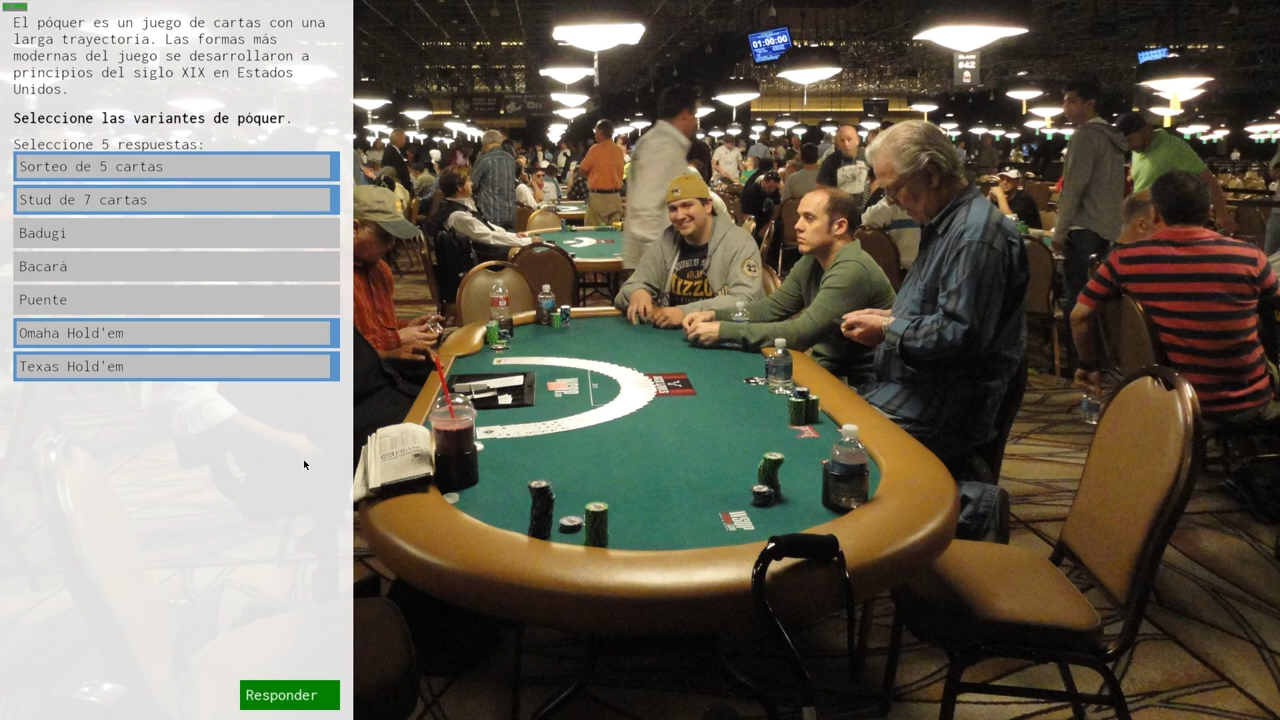 El póquer es un juego de cartas con una
larga trayectoria. Las formas más
modernas del juego se desarrollaron a
principios del siglo XIX en Estados
Unidos.
Seleccione las variantes de póquer.
Seleccione 5 respuestas:
Sorteo de 5 cartas
Stud de 7 cartas
Badugi
Bacará
Puente
Omaha Hold'em
Texas Hold'em
Responder
01:00:00
WSOP